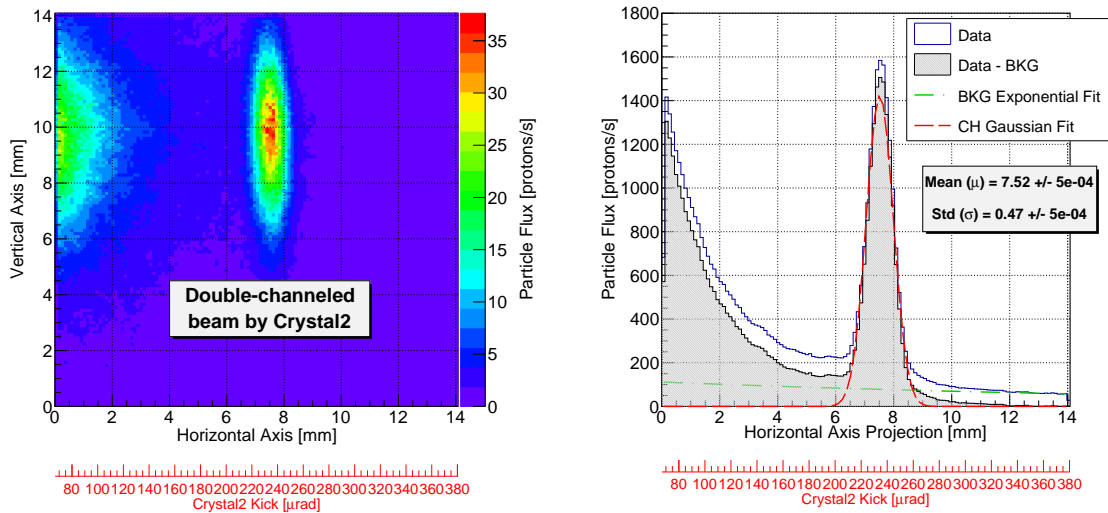 14
12
10
8
6
4
2
0
Vertical Axis [mm]
Double-channeled
beam by Crystal2
0 2 4 6 8 10 12 14
Horizontal Axis [mm]
35
30
25
20
15
10
5
0
Particle Flux [protons/s]
80 100 120 140 160 180 200 220 240 260 280 300 320 340 360 380
Crystal2 Kick [μrad]
1800
1600
1400
1200
1000
800
600
400
200
0
Particle Flux [protons/s]
Data
Data - BKG
BKG Exponential Fit
CH Gaussian Fit
Mean (μ) = 7.52 +/- 5e-04
Std (σ) = 0.47 +/- 5e-04
0 2 4 6 8 10 12 14
Horizontal Axis Projection [mm]
80 100 120 140 160 180 200 220 240 260 280 300 320 340 360 380
Crystal2 Kick [μrad]